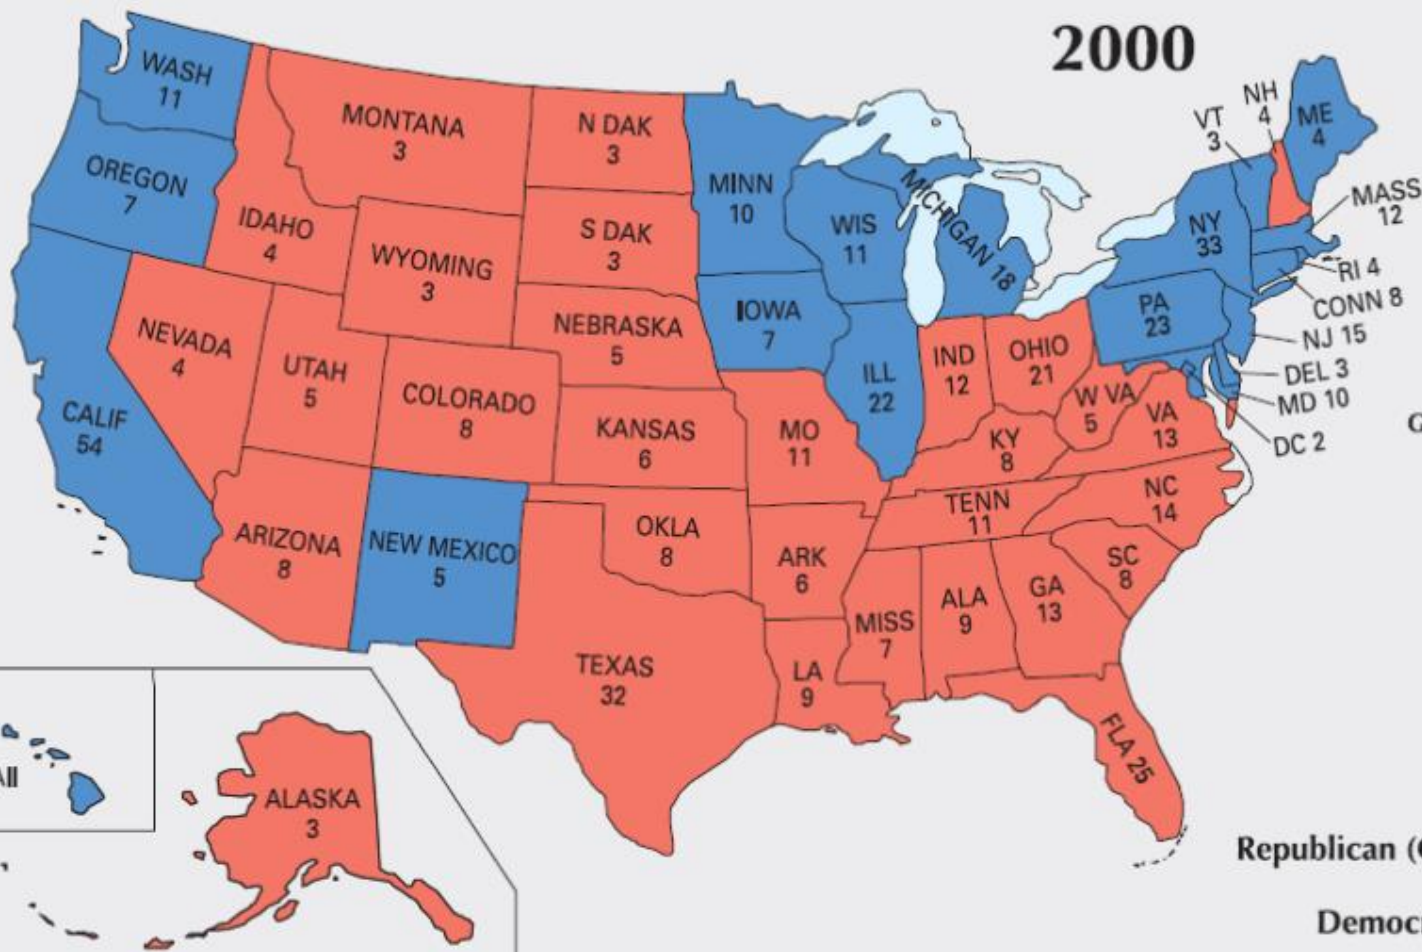 2000
WASH
11
OREGON
7
CALIF
54
NEVADA
4
IDAHO
4
MONTANA
3
WYOMING
3
UTAH
5
COLORADO
8
ARIZONA
8
NEW MEXICO
5
N DAK
3
S DAK
3
NEBRASKA
5
KANSAS
6
OKLA
8
TEXAS
32
MINN
10
IOWA
7
MO
11
ARK
6
LA
9
WIS
11
ILL
22
MICHIGAN 18
IND
12
OHIO
21
KY
8
TENN
11
MISS
7
ALA
9
GA
13
FLA 25
SC
8
NC
14
VA
13
W VA
5
PA
23
NY
33
VT
3
NH
4
ME
4
MASS
12
RI 4
CONN 8
NJ 15
DEL 3
MD 10
DC 2
G
ALASKA
3
Republican (
Democ